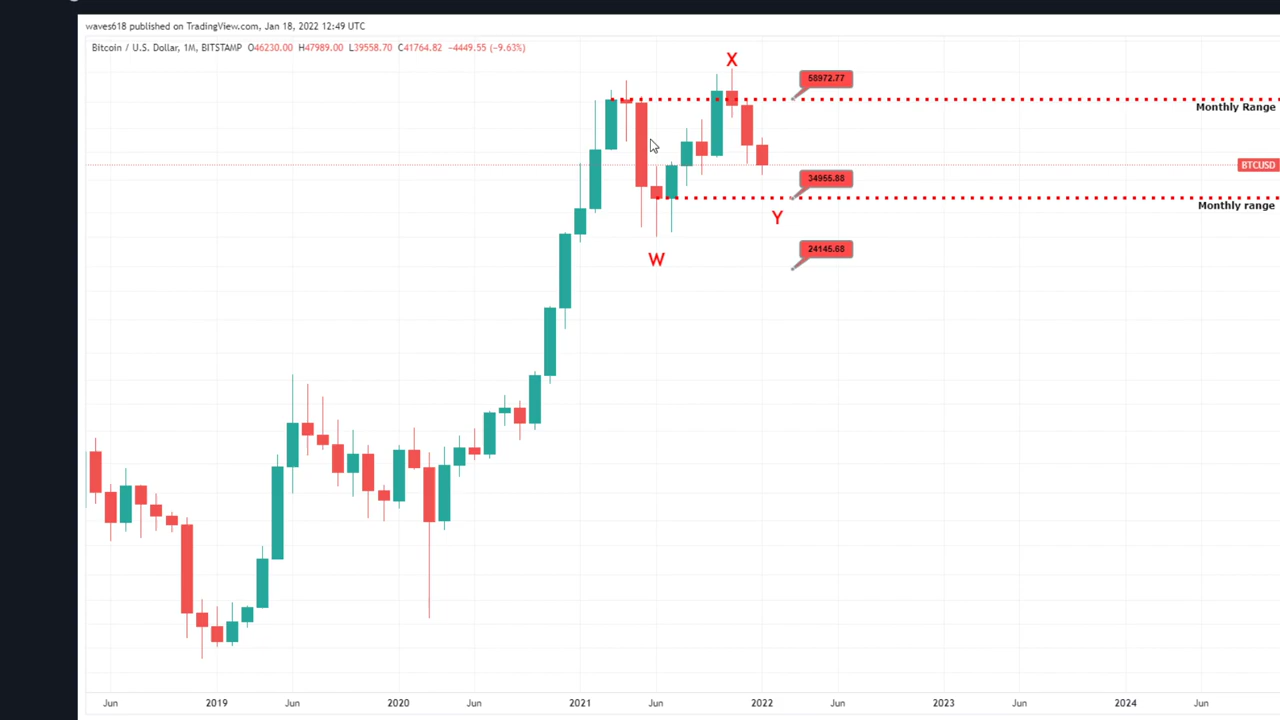 waves618 published on TradingView.com, Jan 18, 2022 12:49 UTC
Bitcoin / U.S. Dollar, 1M, BITSTAMP O46230.00 H47989.00 L39558.70 C41764.82 −4449.55 (−9.63%)
X
58972.77
Monthly Range
BTCUSD
34955.88
Monthly range
Y
24145.68
W
Jun 2019 Jun 2020 Jun 2021 Jun 2022 Jun 2023 Jun 2024 Jun